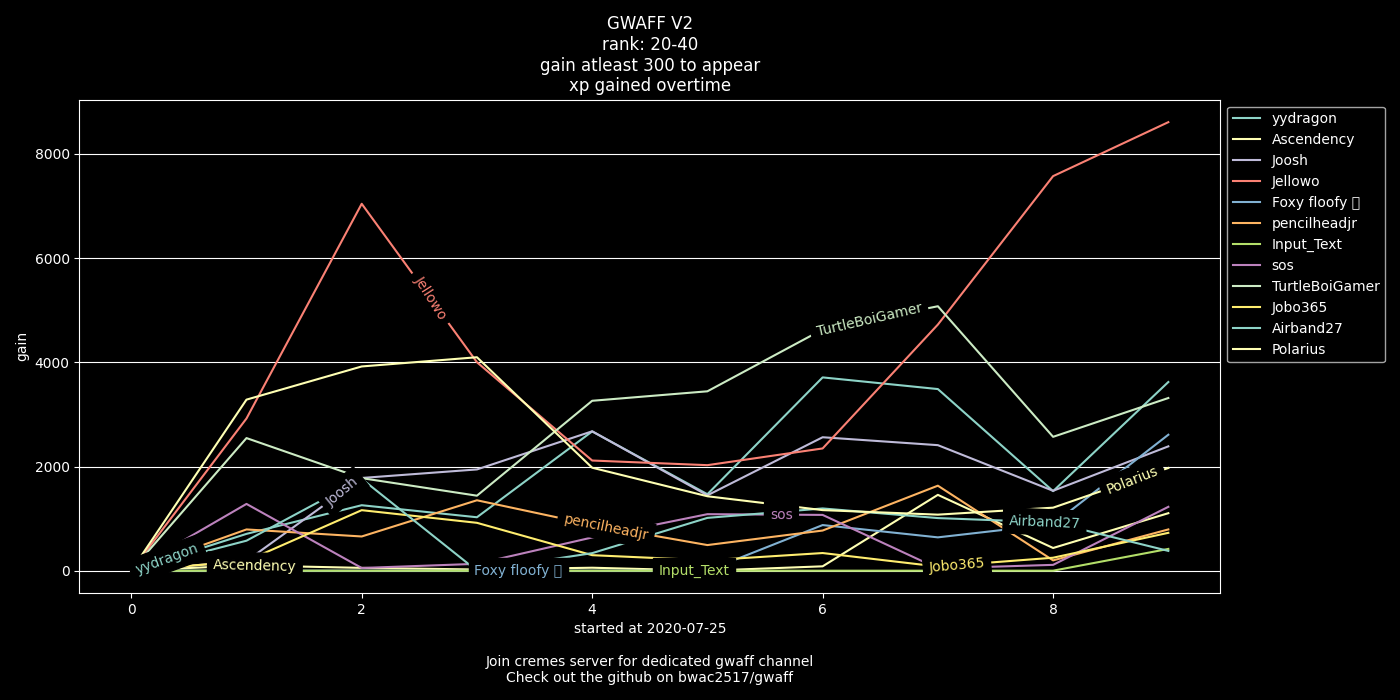 GWAFF V2
rank: 20-40
gain atleast 300 to appear
xp gained overtime
gain
8000
6000
4000
2000
0
0 2 4 6 8
started at 2020-07-25
Join cremes server for dedicated gwaff channel
Check out the github on bwac2517/gwaff
yydragon
Ascendency
Joosh
Jellowo
Foxy floofy
pencilheadjr
Input_Text
sos
TurtleBoiGamer
Jobo365
Airband27
Polarius
Jellowo
TurtleBoiGamer
Joosh
pencilheadjr
sos
Polarius
Airband27
yydragon
Ascendency
Foxy floofy
Input_Text
Jobo365